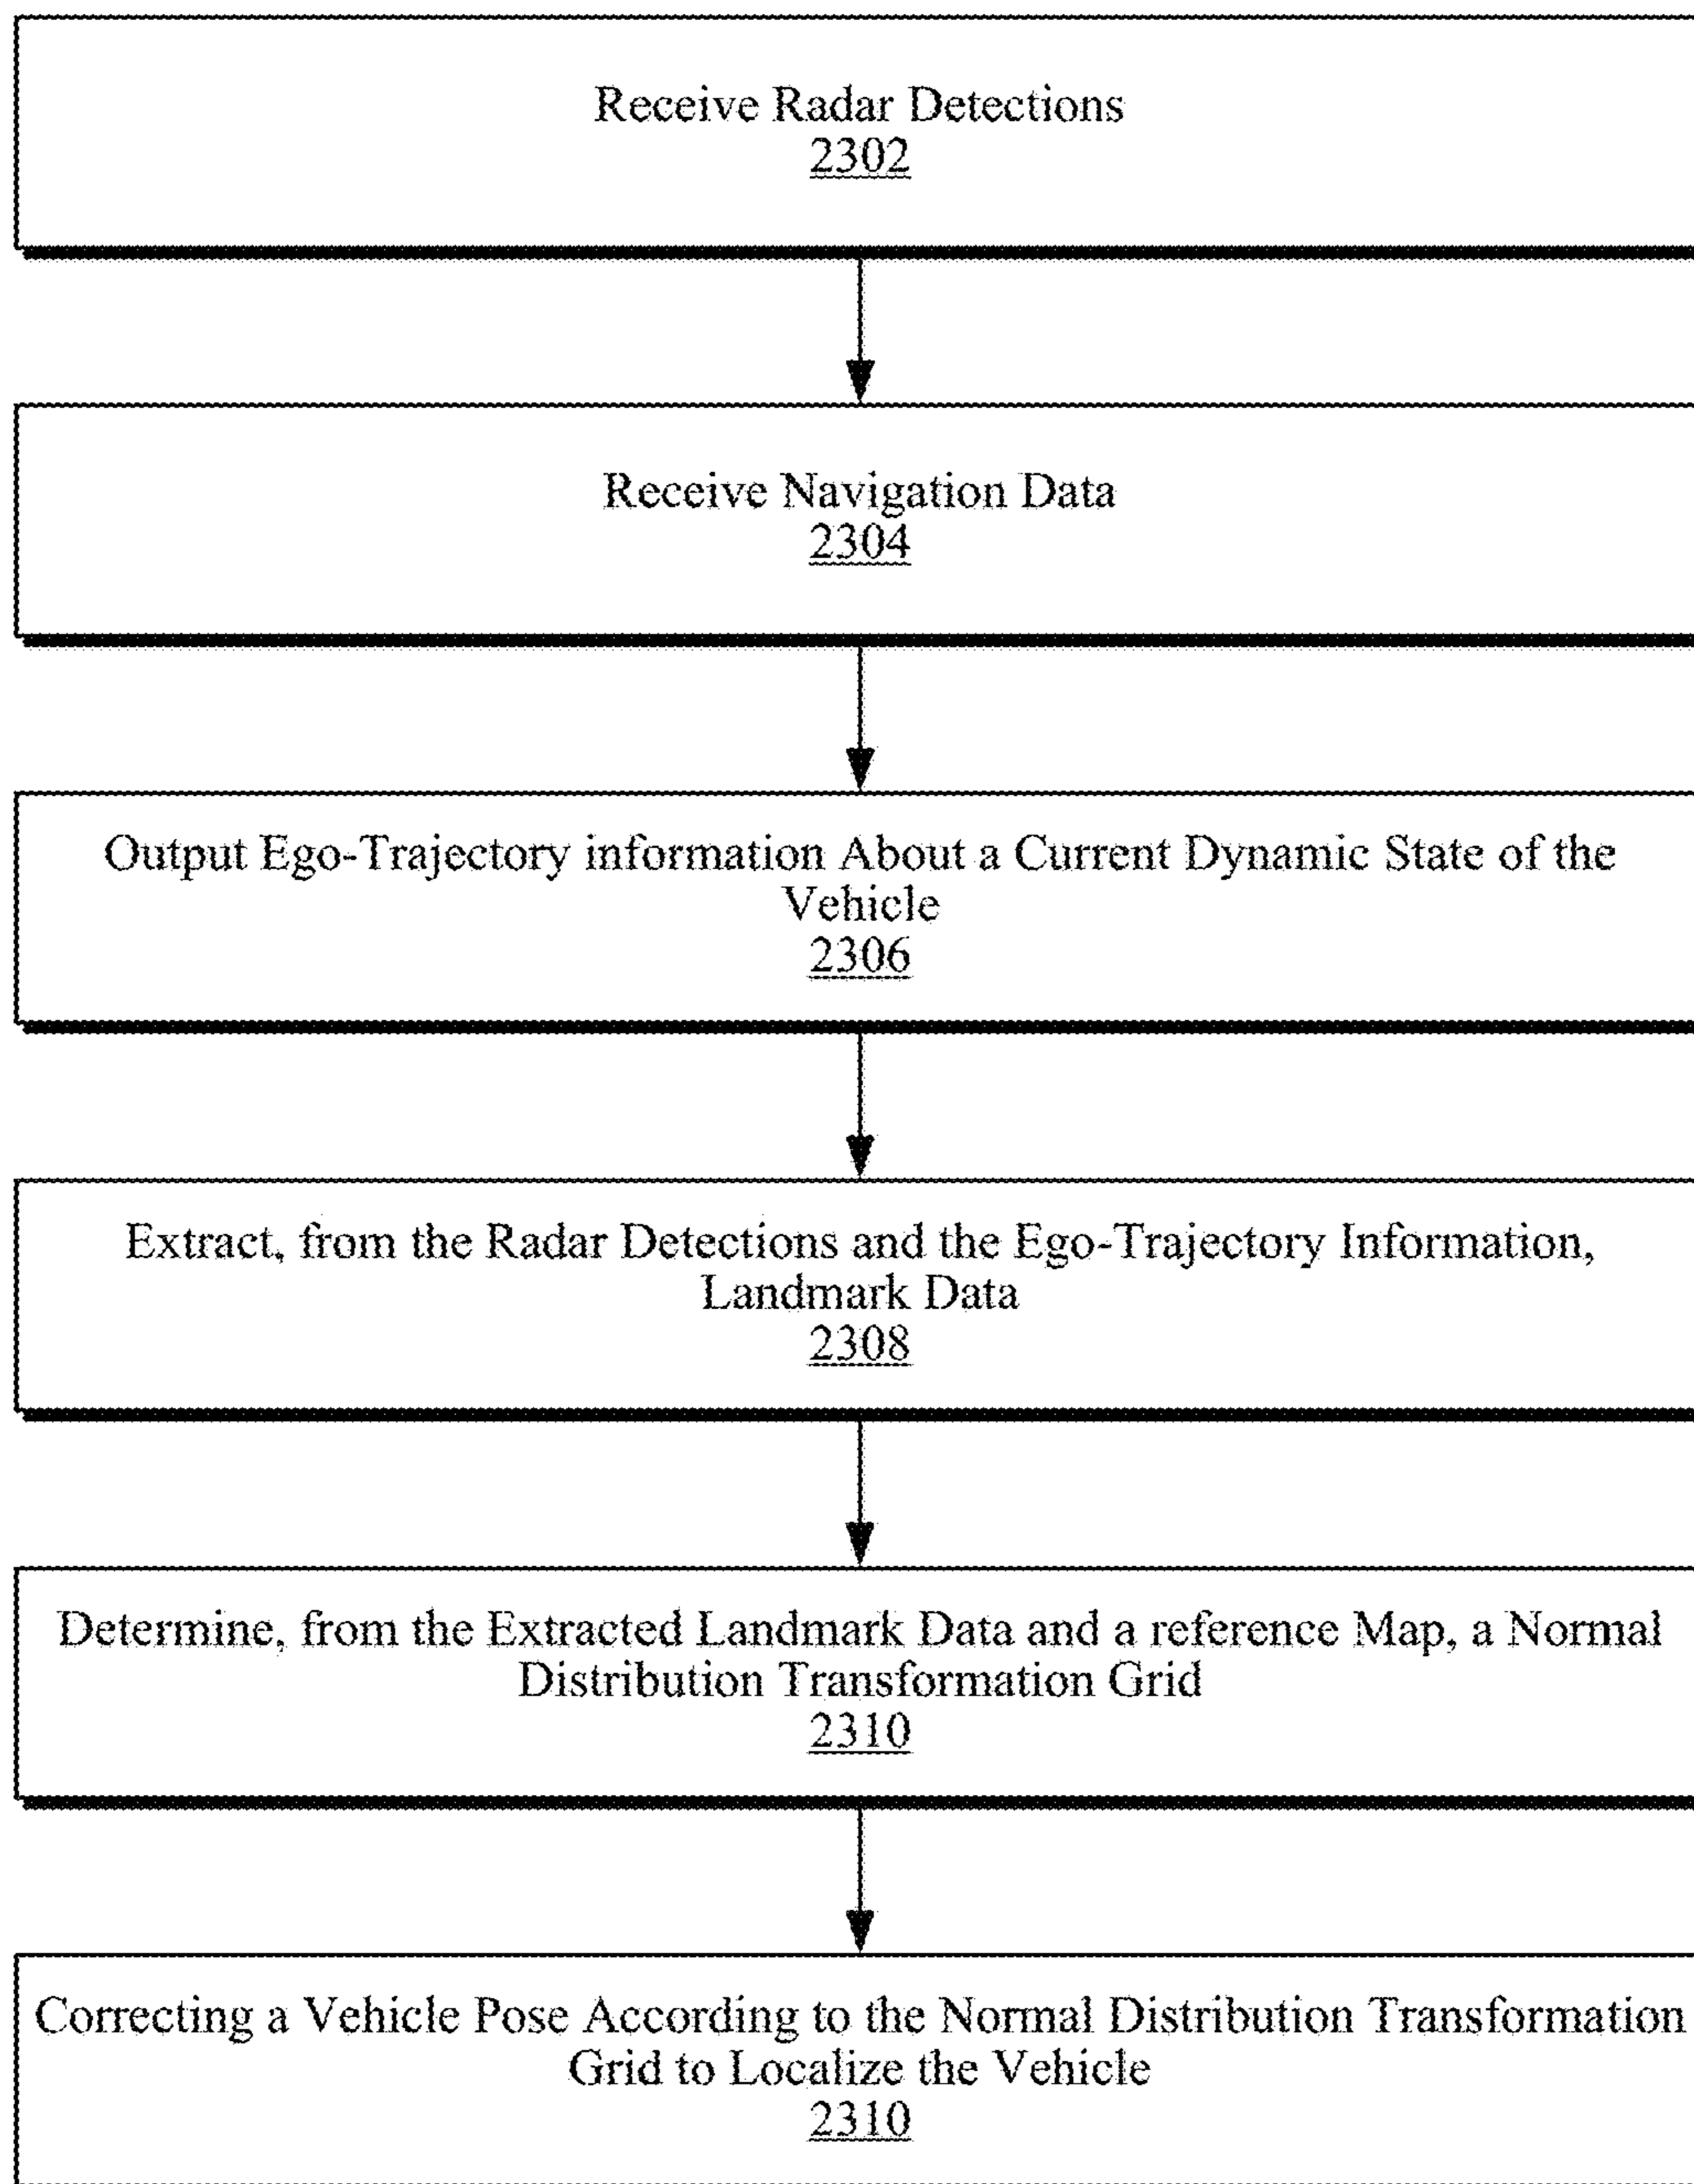 Receive Radar Detections
2302
Receive Navigation Data
2304
Output Ego-Trajectory information About a Current Dynamic State of the
Vehicle
2306
Extract, from the Radar Detections and the Ego-Trajectory Information,
Landmark Data
2308
Determine, from the Extracted Landmark Data and a reference Map, a Normal
Distribution Transformation Grid
2310
Correcting a Vehicle Pose According to the Normal Distribution Transformation
Grid to Localize the Vehicle
2310